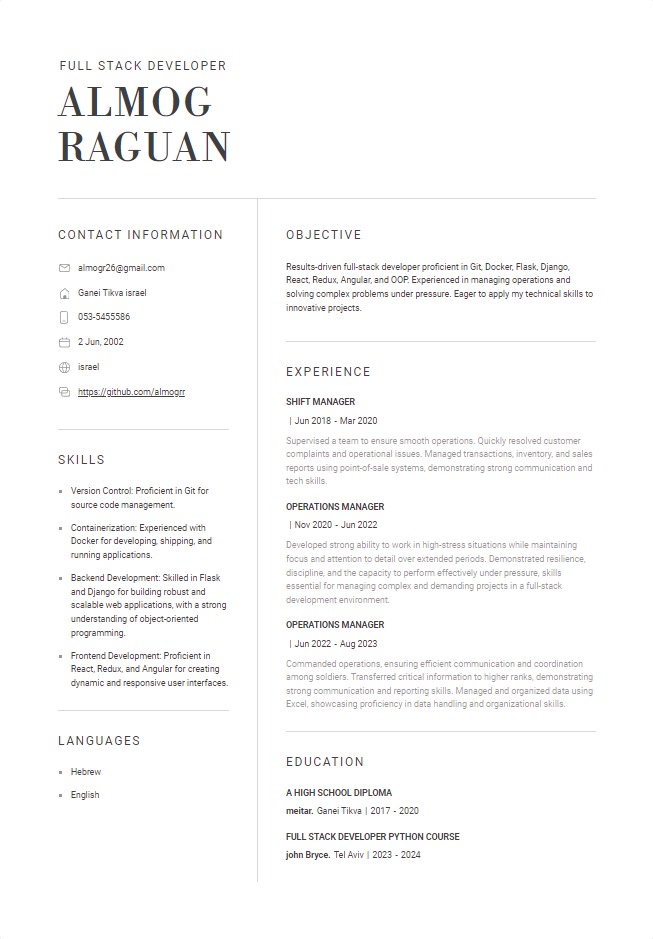 FULL STACK DEVELOPER
ALMOG
RAGUAN
CONTACT INFORMATION
almogr26@gmail.com
Ganei Tikva israel
053-5455586
2 Jun, 2002
israel
https://github.com/almogrr
SKILLS
Version Control: Proficient in Git for
source code management.
Containerization: Experienced with
Docker for developing, shipping, and
running applications.
Backend Development: Skilled in Flask
and Django for building robust and
scalable web applications, with a strong
understanding of object-oriented
programming.
Frontend Development: Proficient in
React, Redux, and Angular for creating
dynamic and responsive user interfaces.
LANGUAGES
Hebrew
English
OBJECTIVE
Results-driven full-stack developer proficient in Git, Docker, Flask, Django,
React, Redux, Angular, and OOP. Experienced in managing operations and
solving complex problems under pressure. Eager to apply my technical skills to
innovative projects.
EXPERIENCE
SHIFT MANAGER
| Jun 2018 - Mar 2020
Supervised a team to ensure smooth operations. Quickly resolved customer
complaints and operational issues. Managed transactions, inventory, and sales
reports using point-of-sale systems, demonstrating strong communication and
tech skills.
OPERATIONS MANAGER
| Nov 2020 - Jun 2022
Developed strong ability to work in high-stress situations while maintaining
focus and attention to detail over extended periods. Demonstrated resilience,
discipline, and the capacity to perform effectively under pressure, skills
essential for managing complex and demanding projects in a full-stack
development environment.
OPERATIONS MANAGER
| Jun 2022 - Aug 2023
Commanded operations, ensuring efficient communication and coordination
among soldiers. Transferred critical information to higher ranks, demonstrating
strong communication and reporting skills. Managed and organized data using
Excel, showcasing proficiency in data handling and organizational skills.
EDUCATION
A HIGH SCHOOL DIPLOMA
meitar. Ganei Tikva | 2017 - 2020
FULL STACK DEVELOPER PYTHON COURSE
john Bryce. Tel Aviv | 2023 - 2024